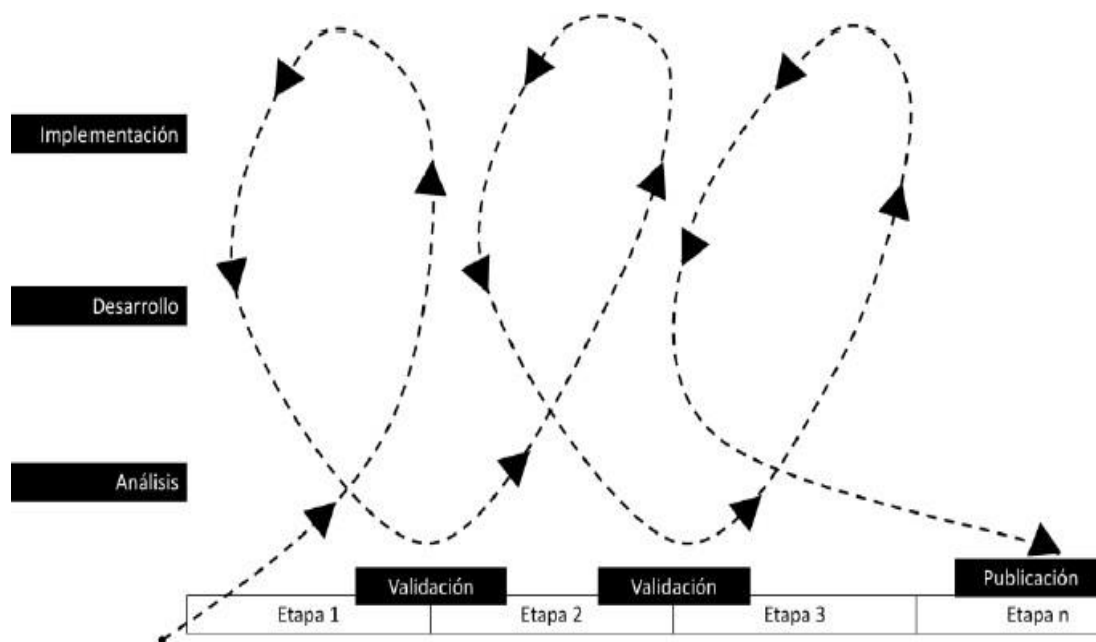 Implementación
Desarrollo
Análisis
Validación
Validación
Publicación
Etapa 1
Etapa 2
Etapa 3
Etapa n